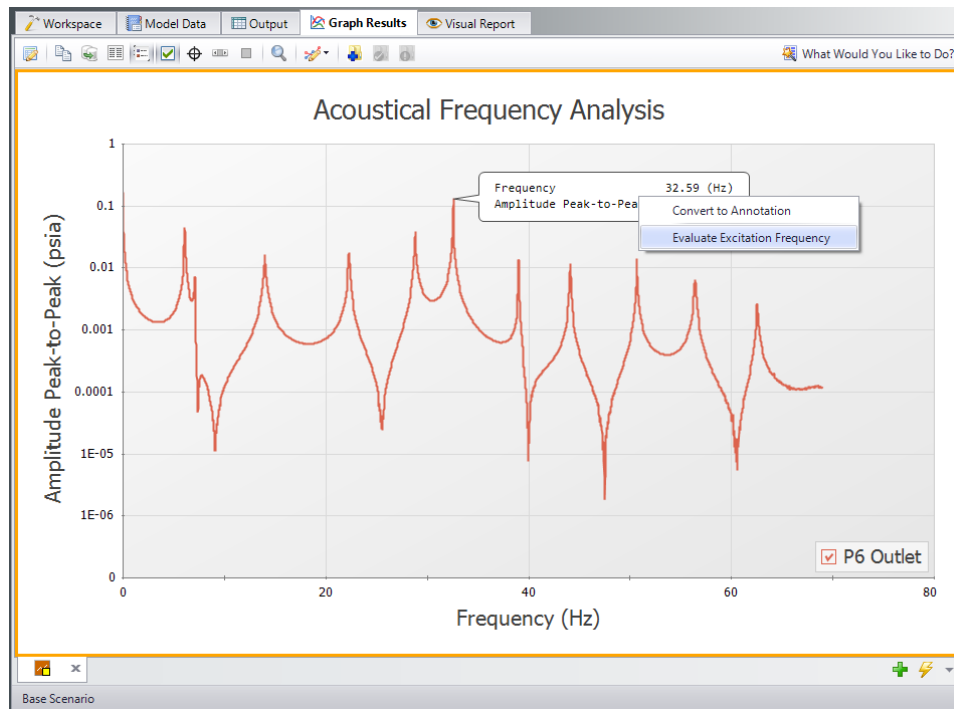 Workspace Model Data Output Graph Results Visual Report
What Would You Like to Do?
Acoustical Frequency Analysis
Amplitude Peak-to-Peak (psia)
1
0.1
0.01
0.001
0.0001
1E-05
1E-06
0
Frequency 32.59 (Hz)
Amplitude Peak-to-Pea
Convert to Annotation
Evaluate Excitation Frequency
P6 Outlet
0 20 40 60 80
Frequency (Hz)
Base Scenario